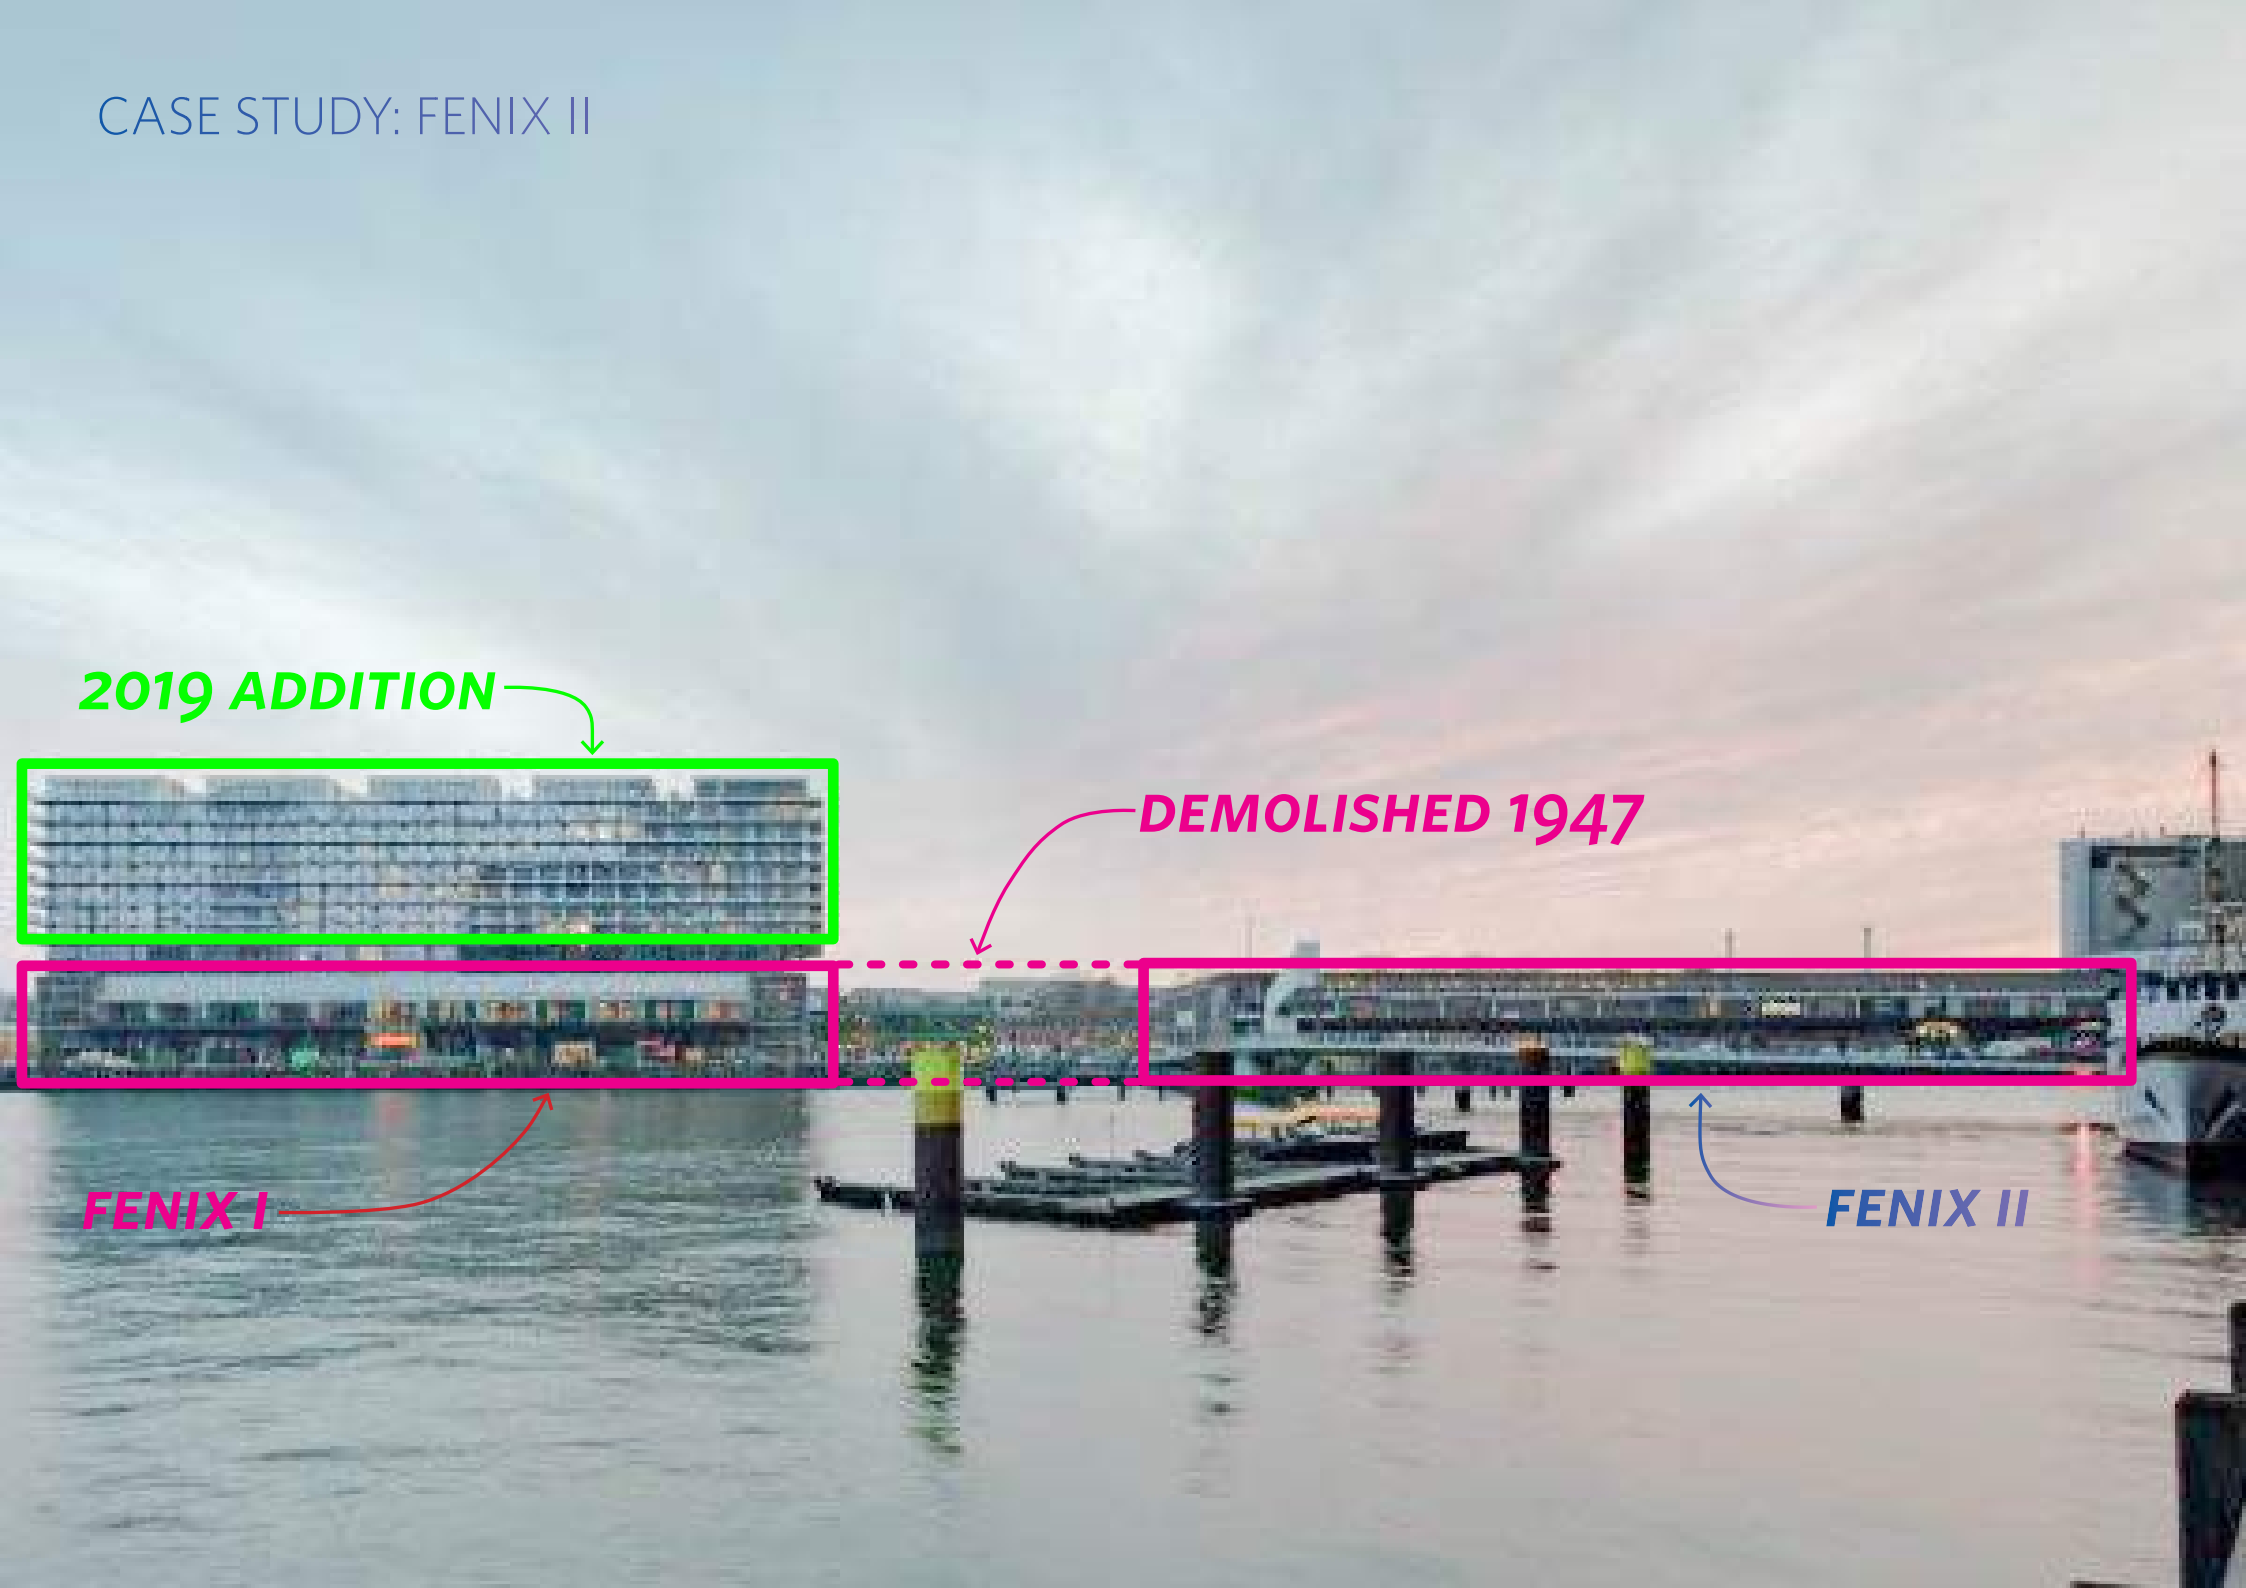 CASE STUDY: FENIX II
2019 ADDITION
DEMOLISHED 1947
FENIX I
FENIX II